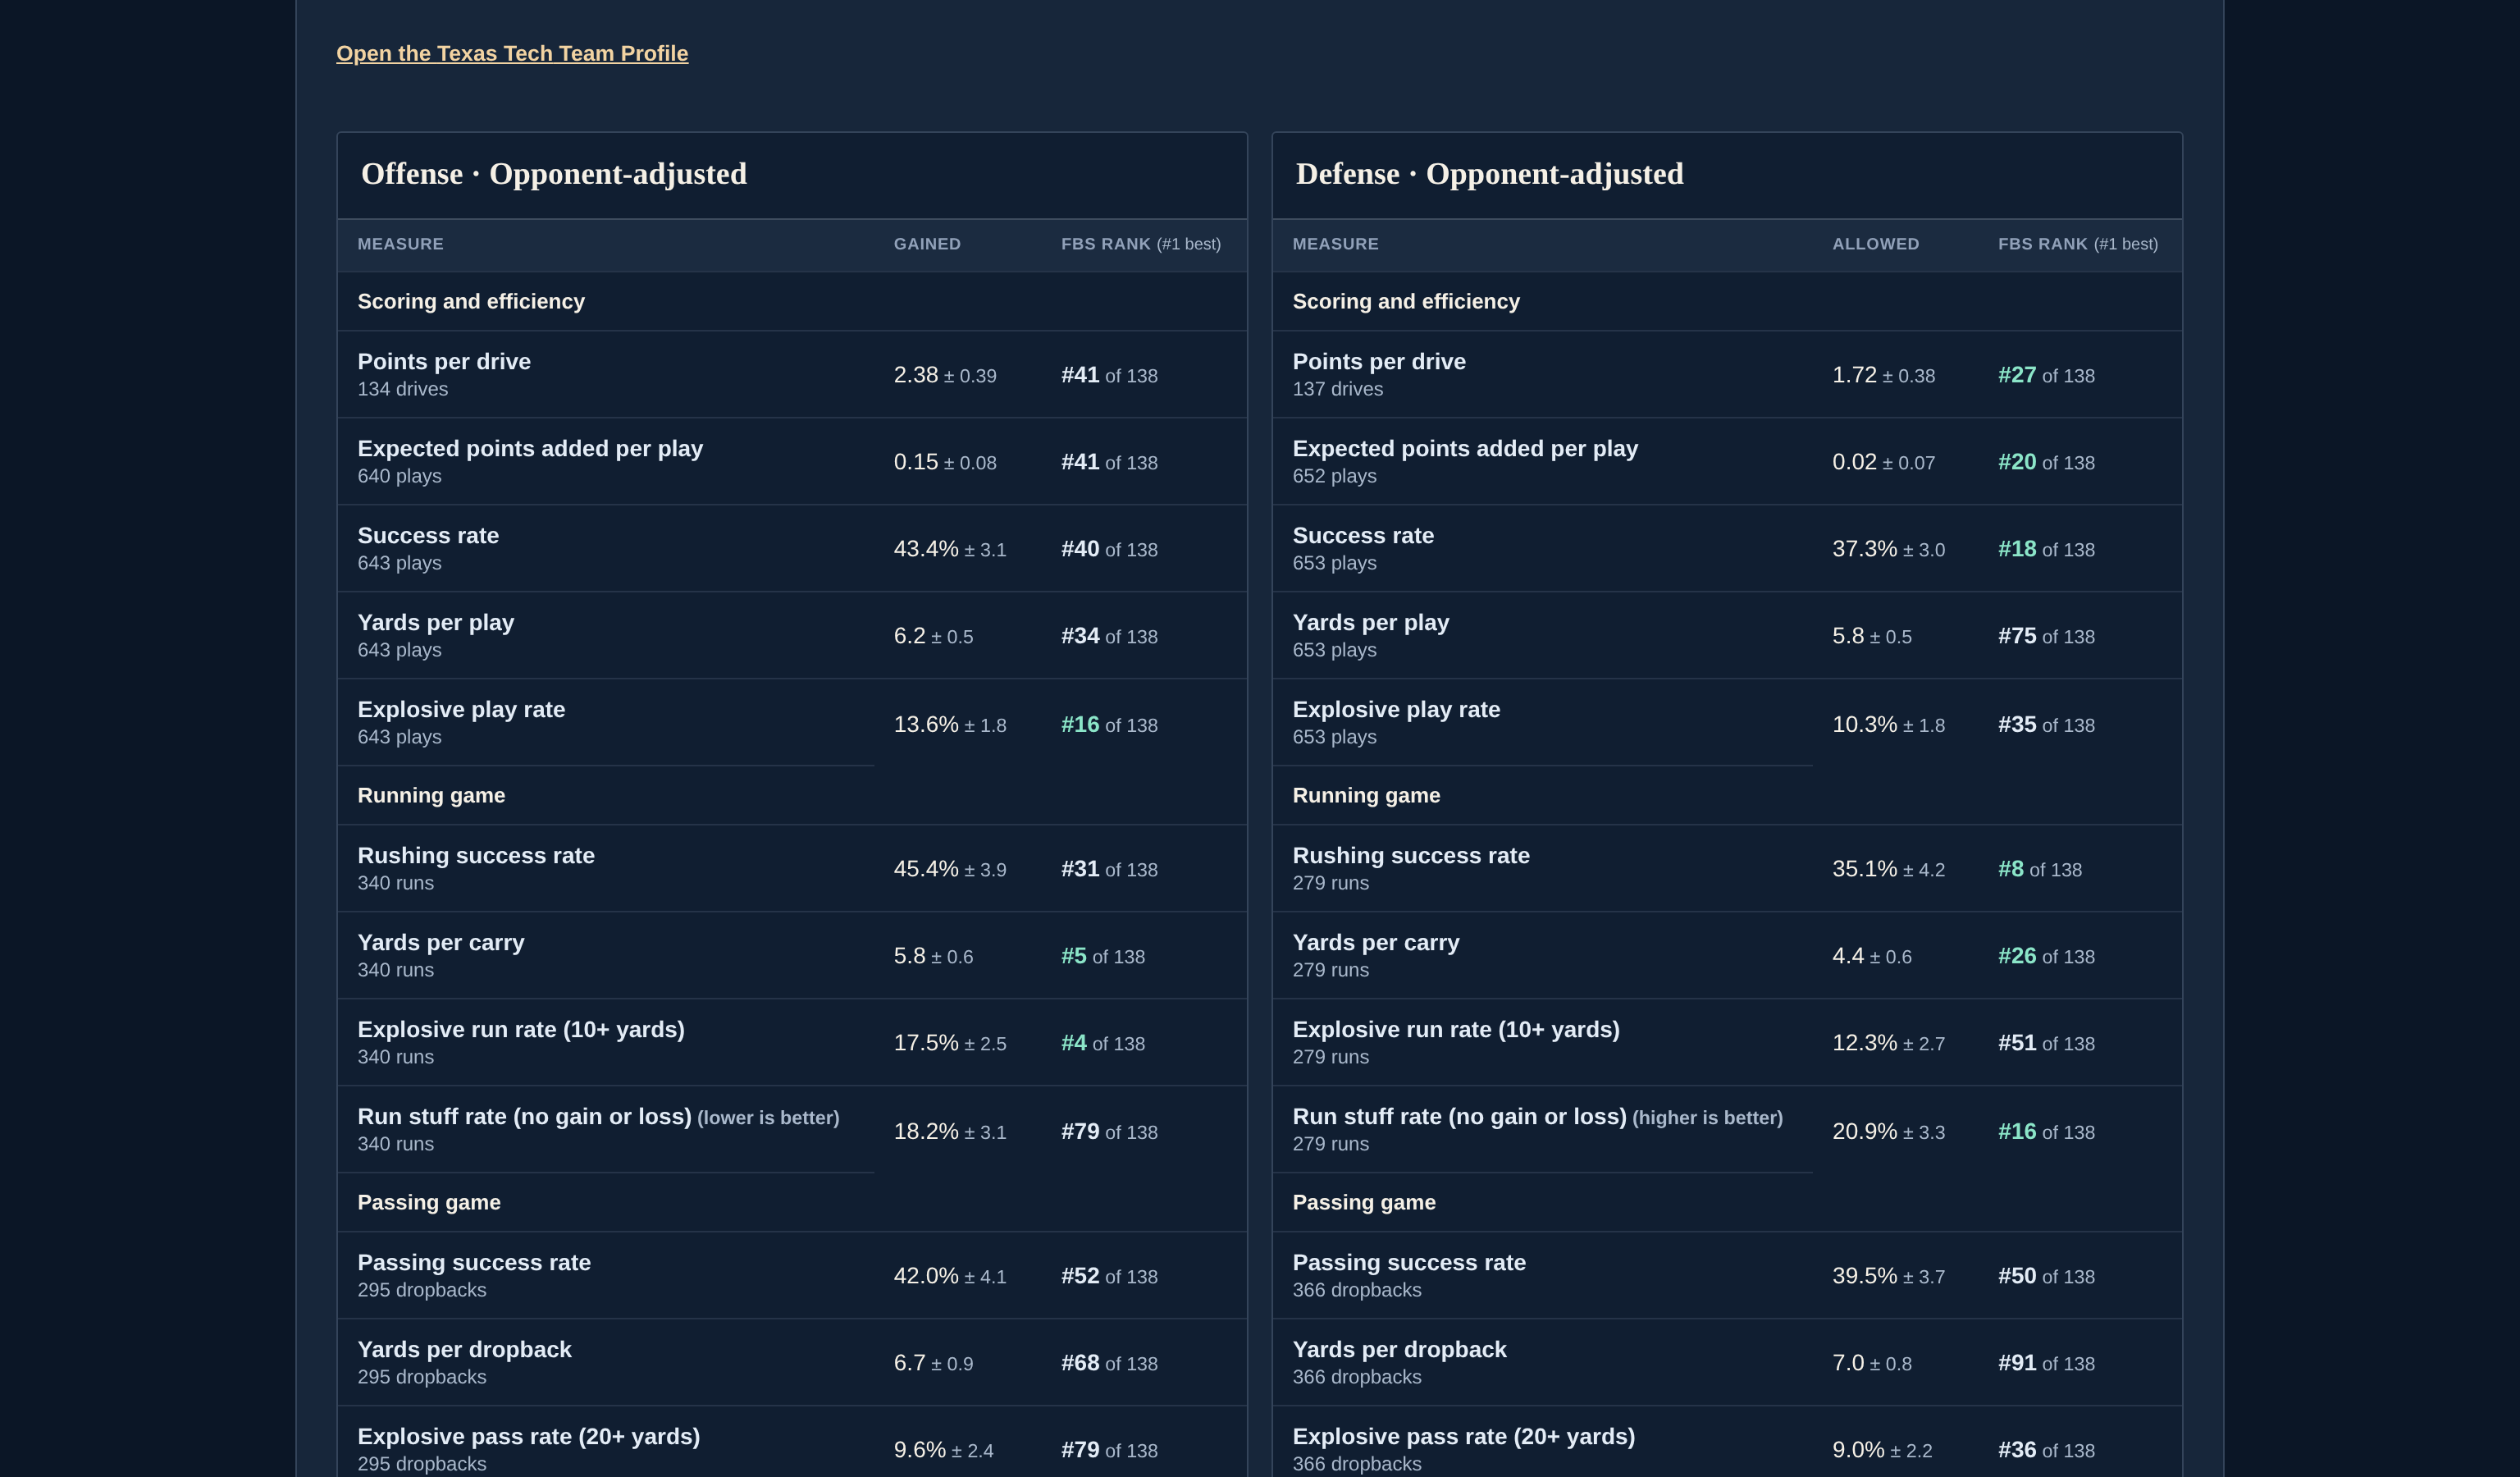 Open the Texas Tech Team Profile
Offense · Opponent-adjusted
MEASURE GAINED FBS RANK (#1 best)
Scoring and efficiency
Points per drive
134 drives
2.38 ± 0.39 #41 of 138
Expected points added per play
640 plays
0.15 ± 0.08 #41 of 138
Success rate
643 plays
43.4% ± 3.1 #40 of 138
Yards per play
643 plays
6.2 ± 0.5 #34 of 138
Explosive play rate
643 plays
13.6% ± 1.8 #16 of 138
Running game
Rushing success rate
340 runs
45.4% ± 3.9 #31 of 138
Yards per carry
340 runs
5.8 ± 0.6 #5 of 138
Explosive run rate (10+ yards)
340 runs
17.5% ± 2.5 #4 of 138
Run stuff rate (no gain or loss) (lower is better)
340 runs
18.2% ± 3.1 #79 of 138
Passing game
Passing success rate
295 dropbacks
42.0% ± 4.1 #52 of 138
Yards per dropback
295 dropbacks
6.7 ± 0.9 #68 of 138
Explosive pass rate (20+ yards)
295 dropbacks
9.6% ± 2.4 #79 of 138
Defense · Opponent-adjusted
MEASURE ALLOWED FBS RANK (#1 best)
Scoring and efficiency
Points per drive
137 drives
1.72 ± 0.38 #27 of 138
Expected points added per play
652 plays
0.02 ± 0.07 #20 of 138
Success rate
653 plays
37.3% ± 3.0 #18 of 138
Yards per play
653 plays
5.8 ± 0.5 #75 of 138
Explosive play rate
653 plays
10.3% ± 1.8 #35 of 138
Running game
Rushing success rate
279 runs
35.1% ± 4.2 #8 of 138
Yards per carry
279 runs
4.4 ± 0.6 #26 of 138
Explosive run rate (10+ yards)
279 runs
12.3% ± 2.7 #51 of 138
Run stuff rate (no gain or loss) (higher is better)
279 runs
20.9% ± 3.3 #16 of 138
Passing game
Passing success rate
366 dropbacks
39.5% ± 3.7 #50 of 138
Yards per dropback
366 dropbacks
7.0 ± 0.8 #91 of 138
Explosive pass rate (20+ yards)
366 dropbacks
9.0% ± 2.2 #36 of 138